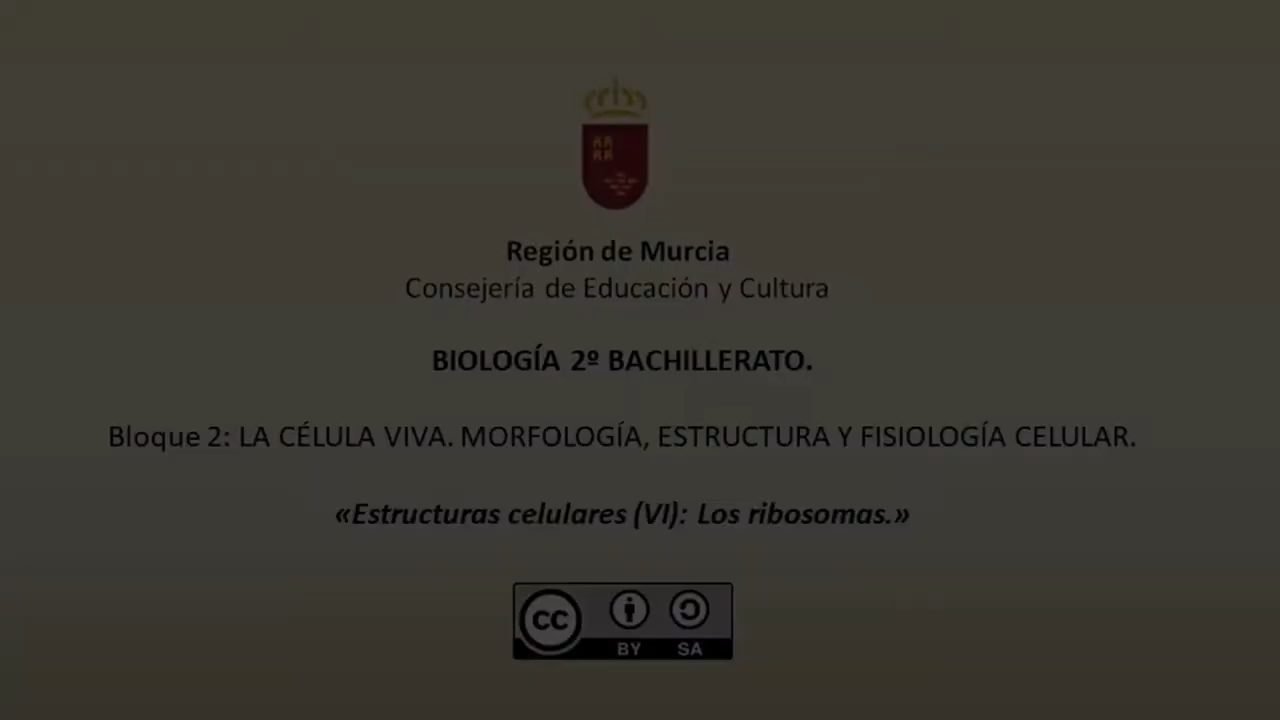 Región de Murcia
Consejería de Educación y Cultura
BIOLOGÍA 2º BACHILLERATO.
Bloque 2: LA CÉLULA VIVA. MORFOLOGÍA, ESTRUCTURA Y FISIOLOGÍA CELULAR.
«Estructuras celulares (VI): Los ribosomas.»
CC BY SA